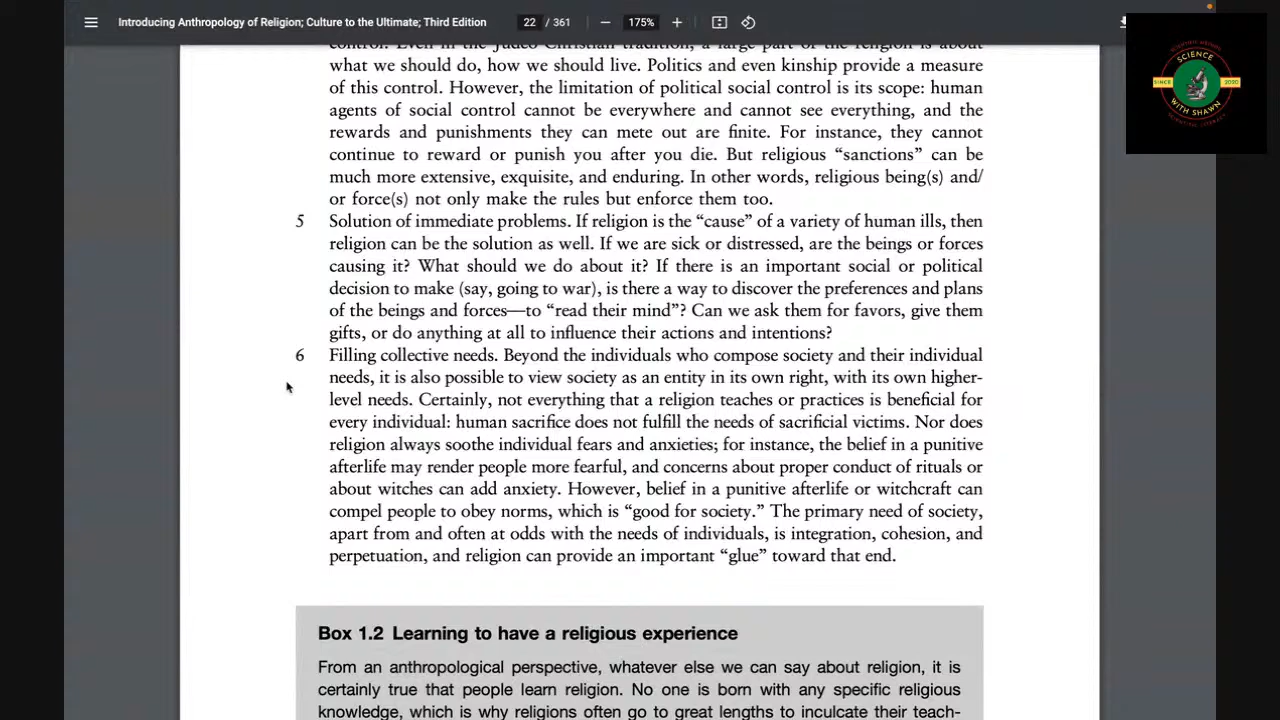 Introducing Anthropology of Religion; Culture to the Ultimate; Third Edition
22 / 361
175%
control. Even in the Judeo-Christian tradition, a large part of the religion is about
what we should do, how we should live. Politics and even kinship provide a measure
of this control. However, the limitation of political social control is its scope: human
agents of social control cannot be everywhere and cannot see everything, and the
rewards and punishments they can mete out are finite. For instance, they cannot
continue to reward or punish you after you die. But religious “sanctions” can be
much more extensive, exquisite, and enduring. In other words, religious being(s) and/
or force(s) not only make the rules but enforce them too.
5 Solution of immediate problems. If religion is the “cause” of a variety of human ills, then
religion can be the solution as well. If we are sick or distressed, are the beings or forces
causing it? What should we do about it? If there is an important social or political
decision to make (say, going to war), is there a way to discover the preferences and plans
of the beings and forces—to “read their mind”? Can we ask them for favors, give them
gifts, or do anything at all to influence their actions and intentions?
6 Filling collective needs. Beyond the individuals who compose society and their individual
needs, it is also possible to view society as an entity in its own right, with its own higher-
level needs. Certainly, not everything that a religion teaches or practices is beneficial for
every individual: human sacrifice does not fulfill the needs of sacrificial victims. Nor does
religion always soothe individual fears and anxieties; for instance, the belief in a punitive
afterlife may render people more fearful, and concerns about proper conduct of rituals or
about witches can add anxiety. However, belief in a punitive afterlife or witchcraft can
compel people to obey norms, which is “good for society.” The primary need of society,
apart from and often at odds with the needs of individuals, is integration, cohesion, and
perpetuation, and religion can provide an important “glue” toward that end.
Box 1.2 Learning to have a religious experience
From an anthropological perspective, whatever else we can say about religion, it is
certainly true that people learn religion. No one is born with any specific religious
knowledge, which is why religions often go to great lengths to inculcate their teach-
SCIENCE
SINCE
2020
WITH SHAWN